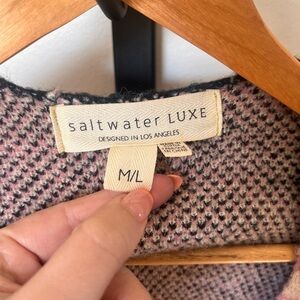 saltwater LUXE
DESIGNED IN LOS ANGELES
M/L